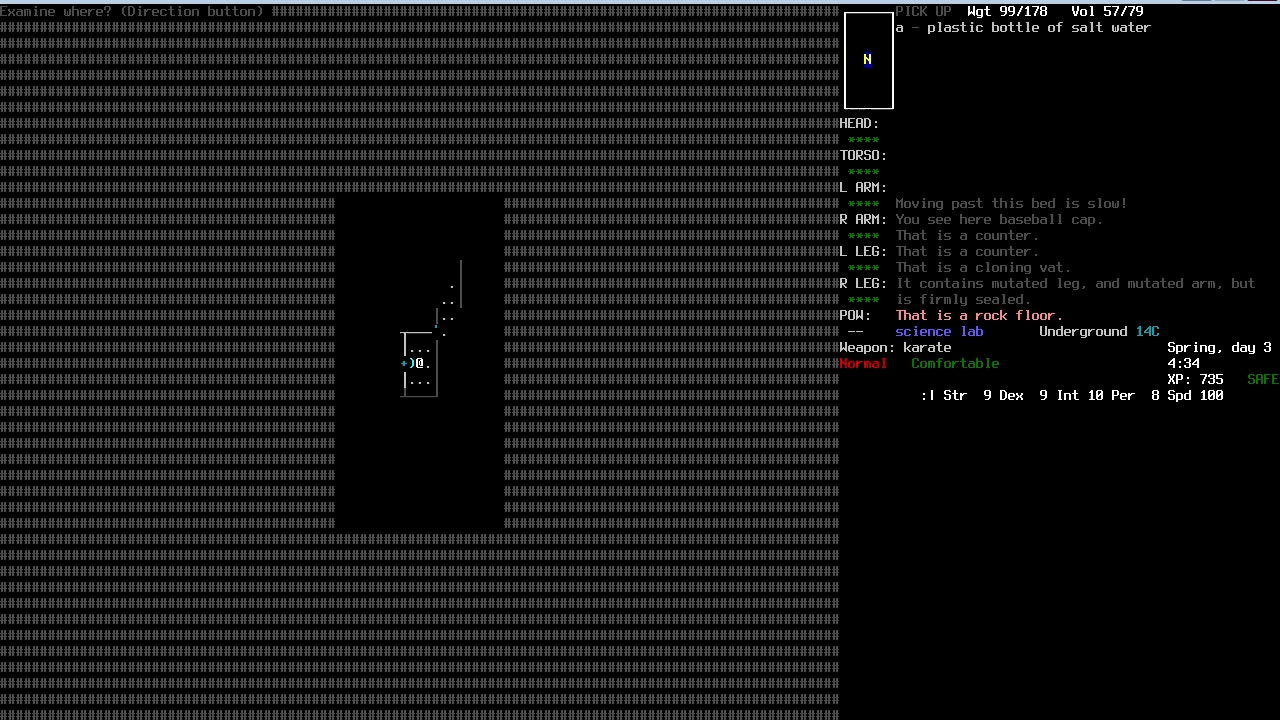 Examine where? (Direction button)
PICK UP Wgt 99/178 Vol 57/79
a - plastic bottle of salt water
N
HEAD:
****
TORSO:
****
L ARM:
**** Moving past this bed is slow!
R ARM: You see here baseball cap.
**** That is a counter.
L LEG: That is a counter.
**** That is a cloning vat.
R LEG: It contains mutated leg, and mutated arm, but
**** is firmly sealed.
POW: That is a rock floor.
-- science lab Underground 14C
Weapon: karate Spring, day 3
Normal Comfortable 4:34
XP: 735 SAFE
:| Str 9 Dex 9 Int 10 Per 8 Spd 100